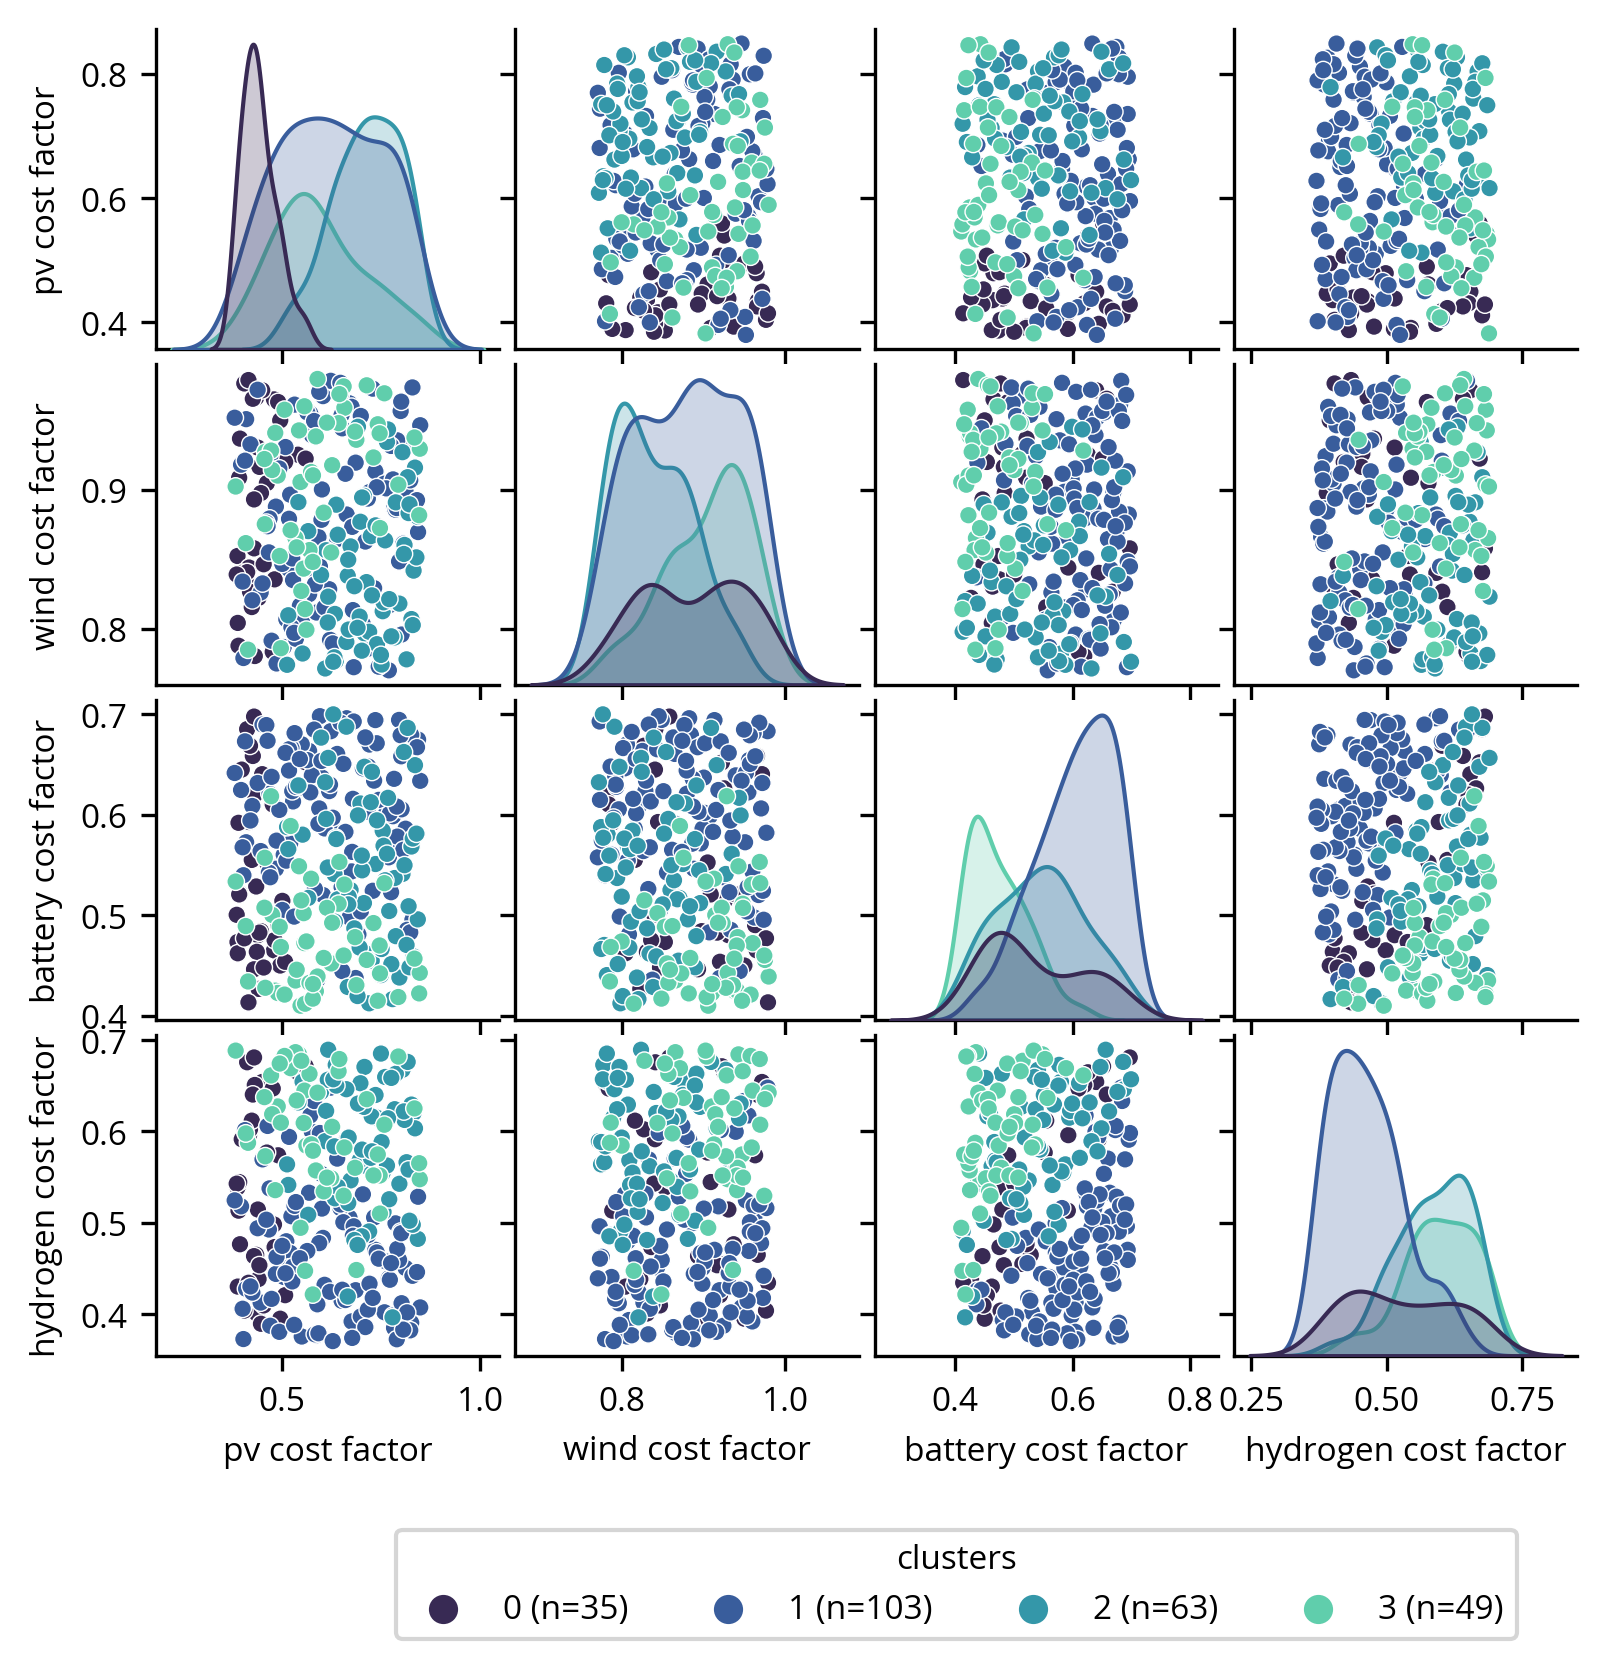 pv cost factor
0.8
0.6
0.4
wind cost factor
0.9
0.8
battery cost factor
0.7
0.6
0.5
0.4
hydrogen cost factor
0.7
0.6
0.5
0.4
0.5 1.0 0.8 1.0 0.4 0.6 0.8 0.25 0.50 0.75
pv cost factor wind cost factor battery cost factor hydrogen cost factor
clusters
0 (n=35) 1 (n=103) 2 (n=63) 3 (n=49)